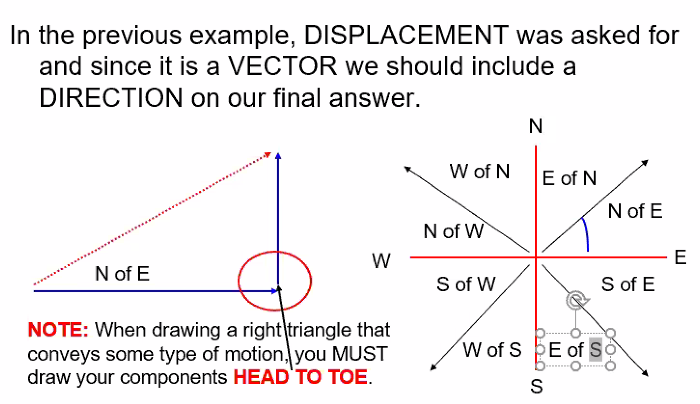 In the previous example, DISPLACEMENT was asked for
and since it is a VECTOR we should include a
DIRECTION on our final answer.
N
W of N
E of N
N of E
N of W
W
E
N of E
S of W
S of E
NOTE: When drawing a right triangle that
conveys some type of motion, you MUST
draw your components HEAD TO TOE.
W of S
E of S
S